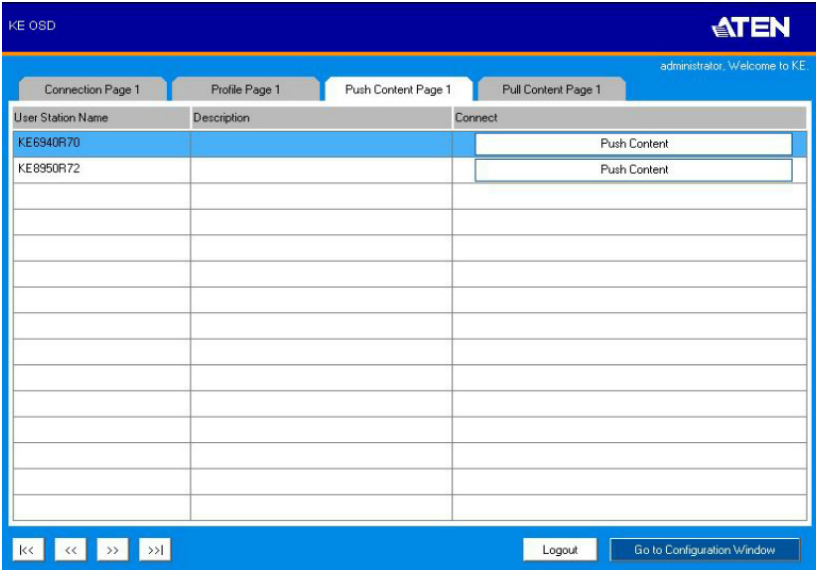 KE OSD
ATEN
administrator, Welcome to KE.
Connection Page 1 Profile Page 1 Push Content Page 1 Pull Content Page 1
User Station Name Description Connect
KE6940R70 Push Content
KE8950R72 Push Content
|<< << >> >>| Logout Go to Configuration Window